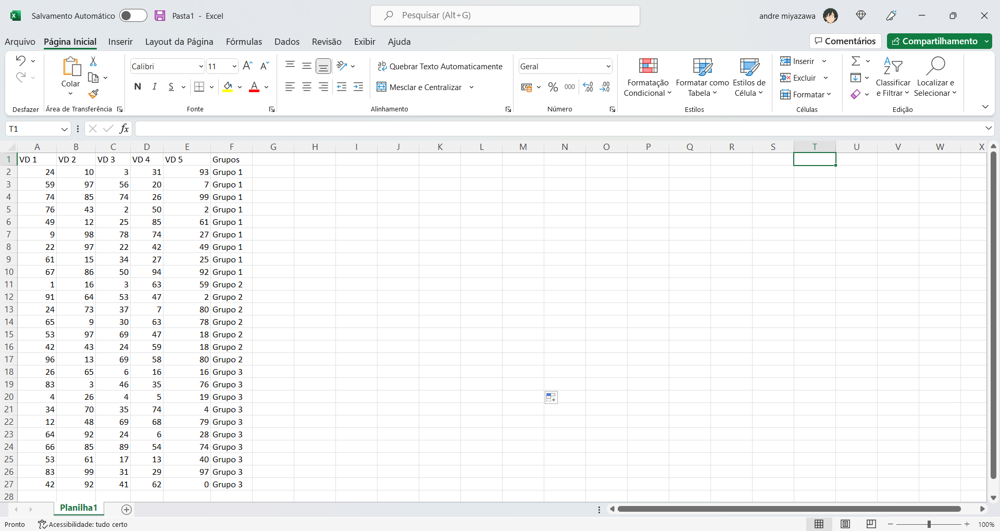 Salvamento Automático Pasta1 - Excel Pesquisar (Alt+G) andre miyazawa
Arquivo Página Inicial Inserir Layout da Página Fórmulas Dados Revisão Exibir Ajuda Comentários Compartilhamento
Colar
Área de Transferência
Desfazer
Calibri 11
N I S
Fonte
Quebrar Texto Automaticamente
Mesclar e Centralizar
Alinhamento
Geral
% 000
Número
Formatação Condicional
Formatar como Tabela
Estilos de Célula
Estilos
Inserir
Excluir
Formatar
Células
Classificar e Filtrar
Localizar e Selecionar
Edição
T1 fx
A B C D E F G H I J K L M N O P Q R S T U V W X
1 VD 1 VD 2 VD 3 VD 4 VD 5 Grupos
2 24 10 3 31 93 Grupo 1
3 59 97 56 20 7 Grupo 1
4 74 85 74 26 99 Grupo 1
5 76 43 2 50 2 Grupo 1
6 49 12 25 85 61 Grupo 1
7 9 98 78 74 27 Grupo 1
8 22 97 22 42 49 Grupo 1
9 61 15 34 27 25 Grupo 1
10 67 86 50 94 92 Grupo 1
11 1 16 3 63 59 Grupo 2
12 91 64 53 47 2 Grupo 2
13 24 73 37 7 80 Grupo 2
14 65 9 30 63 78 Grupo 2
15 53 97 69 47 18 Grupo 2
16 42 43 24 59 18 Grupo 2
17 96 13 69 58 80 Grupo 2
18 26 65 6 16 16 Grupo 3
19 83 3 46 35 76 Grupo 3
20 4 26 4 5 19 Grupo 3
21 34 70 35 74 4 Grupo 3
22 12 48 69 68 79 Grupo 3
23 64 92 24 6 28 Grupo 3
24 66 85 89 54 74 Grupo 3
25 53 61 17 13 40 Grupo 3
26 83 99 31 29 97 Grupo 3
27 42 92 41 62 0 Grupo 3
28
Planilha1
Pronto Acessibilidade: tudo certo 100%